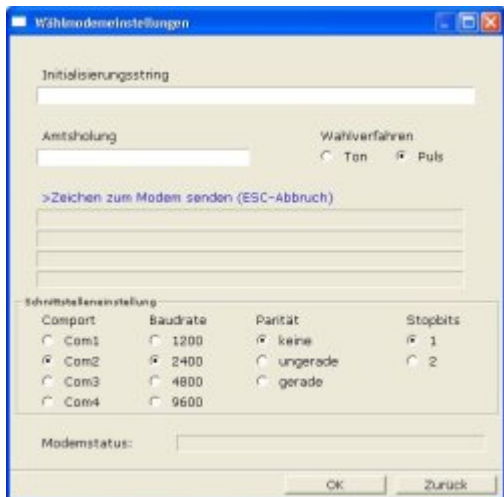 Wählmodemeinstellungen
Initialisierungsstring
Amtsholung Wahlverfahren
Ton Puls
>Zeichen zum Modem senden (ESC-Abbruch)
Schnittstelleneinstellung
Comport Baudrate Parität Stopbits
Com1 1200 keine 1
Com2 2400 ungerade 2
Com3 4800 gerade
Com4 9600
Modemstatus:
OK Zurück